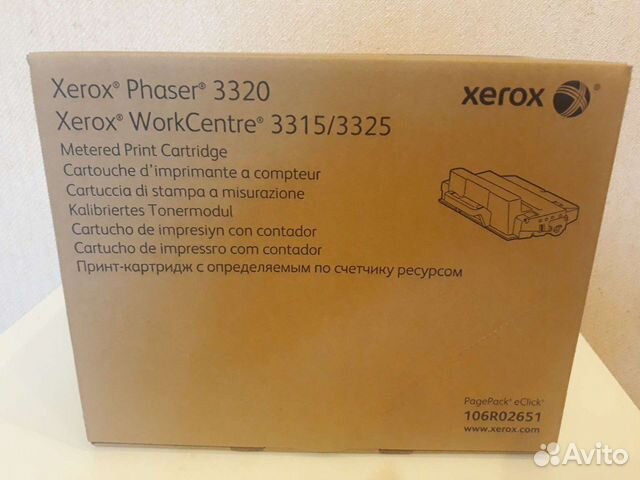 Xerox® Phaser® 3320
Xerox® WorkCentre® 3315/3325
xerox
Metered Print Cartridge
Cartouche d'imprimante a compteur
Cartuccia di stampa a misurazione
Kalibriertes Tonermodul
Cartucho de impresiyn con contador
Cartucho de impressro com contador
Принт-картридж с определяемым по счетчику ресурсом
PagePack® eClick®
106R02651
www.xerox.com
Avito